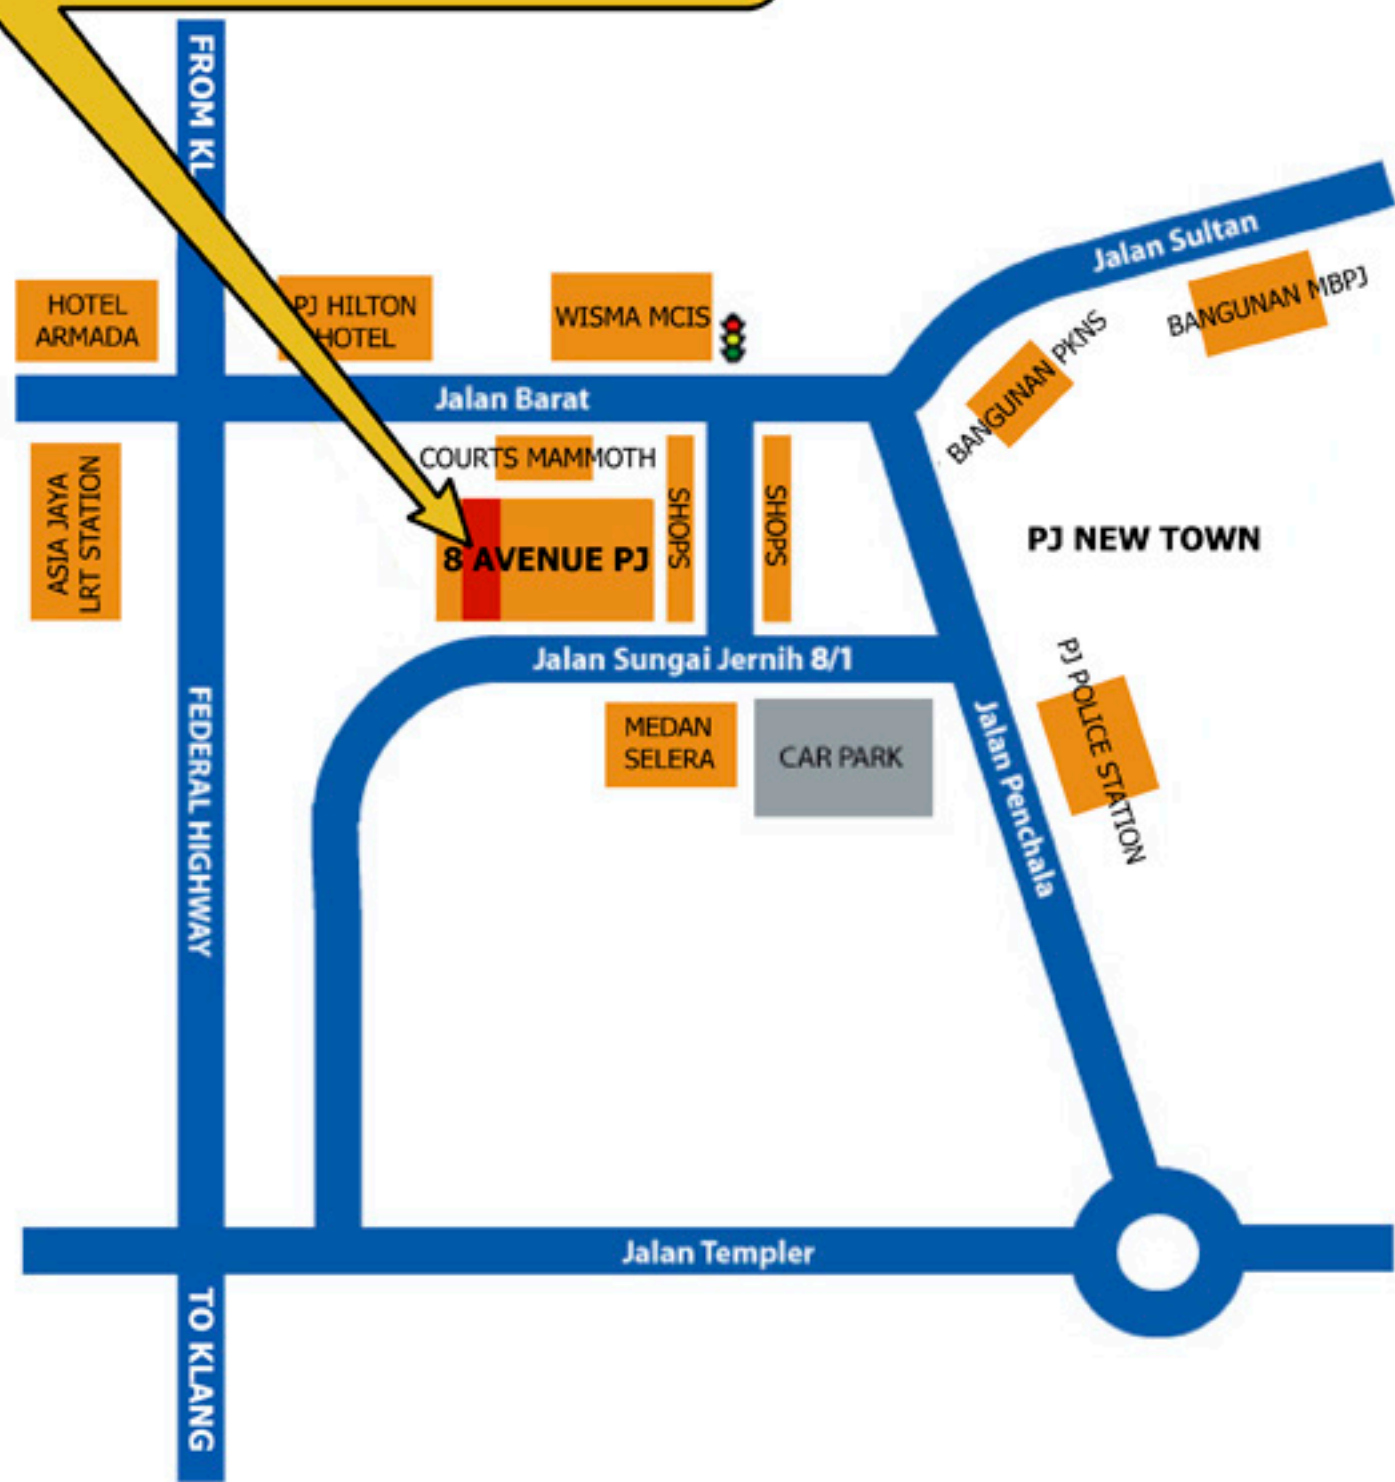 FROM KL
Jalan Sultan
HOTEL
ARMADA
PJ HILTON
HOTEL
WISMA MCIS
BANGUNAN MBPJ
BANGUNAN PKNS
Jalan Barat
COURTS MAMMOTH
ASIA JAYA
LRT STATION
8 AVENUE PJ
SHOPS
SHOPS
PJ NEW TOWN
Jalan Sungai Jernih 8/1
FEDERAL HIGHWAY
MEDAN
SELERA
CAR PARK
Jalan Penchala
PJ POLICE STATION
Jalan Templer
TO KLANG